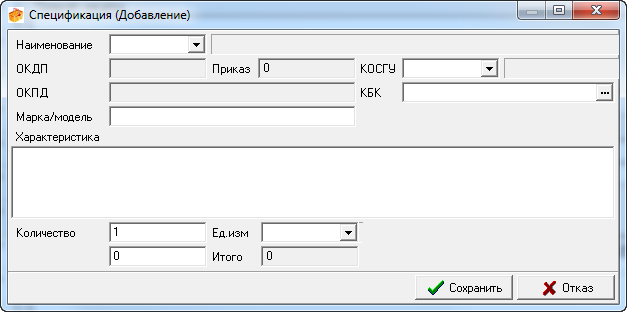 Спецификация (Добавление)
Наименование
ОКДП Приказ 0 КОСГУ
ОКПД КБК ...
Марка/модель
Характеристика
Количество 1 Ед.изм
0 Итого 0
Сохранить Отказ